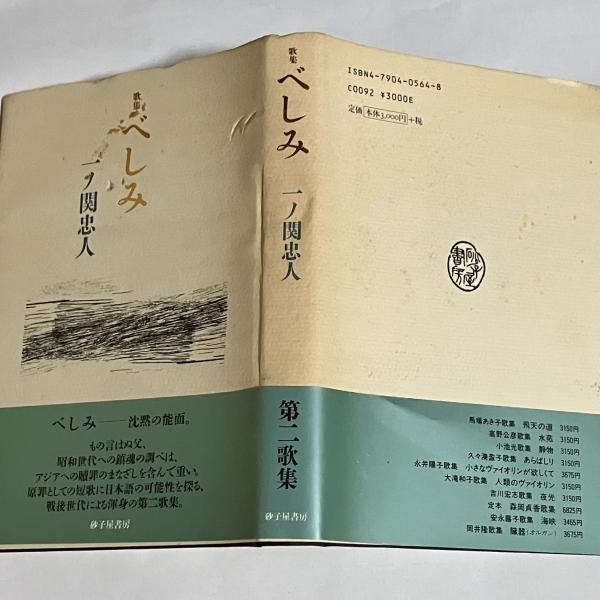 歌集
べしみ
一ノ関忠人
べしみ——沈黙の能面。
もの言はぬ父、
昭和世代への鎮魂の調べは、
アジアへの贖罪のまなざしを含んで重い。
原罪としての短歌に日本語の可能性を探る、
戦後世代による渾身の第二歌集。
砂子屋書房
歌集
べしみ
一ノ関忠人
第二歌集
ISBN4-7904-0564-8
C0092 ¥3000E
定価 本体3,000円 +税
砂子屋書房
馬場あき子歌集 飛天の道 3150円
高野公彦歌集 水苑 3150円
小池光歌集 静物 3150円
久々湊盈子歌集 あらばしり 3150円
永井陽子歌集 小さなヴァイオリンが欲しくて 3675円
大滝和子歌集 人類のヴァイオリン 3150円
吉川宏志歌集 夜光 3150円
定本 森岡貞香歌集 6825円
安永蕗子歌集 海峡 3465円
岡井隆歌集 臓器(オルガン) 3675円